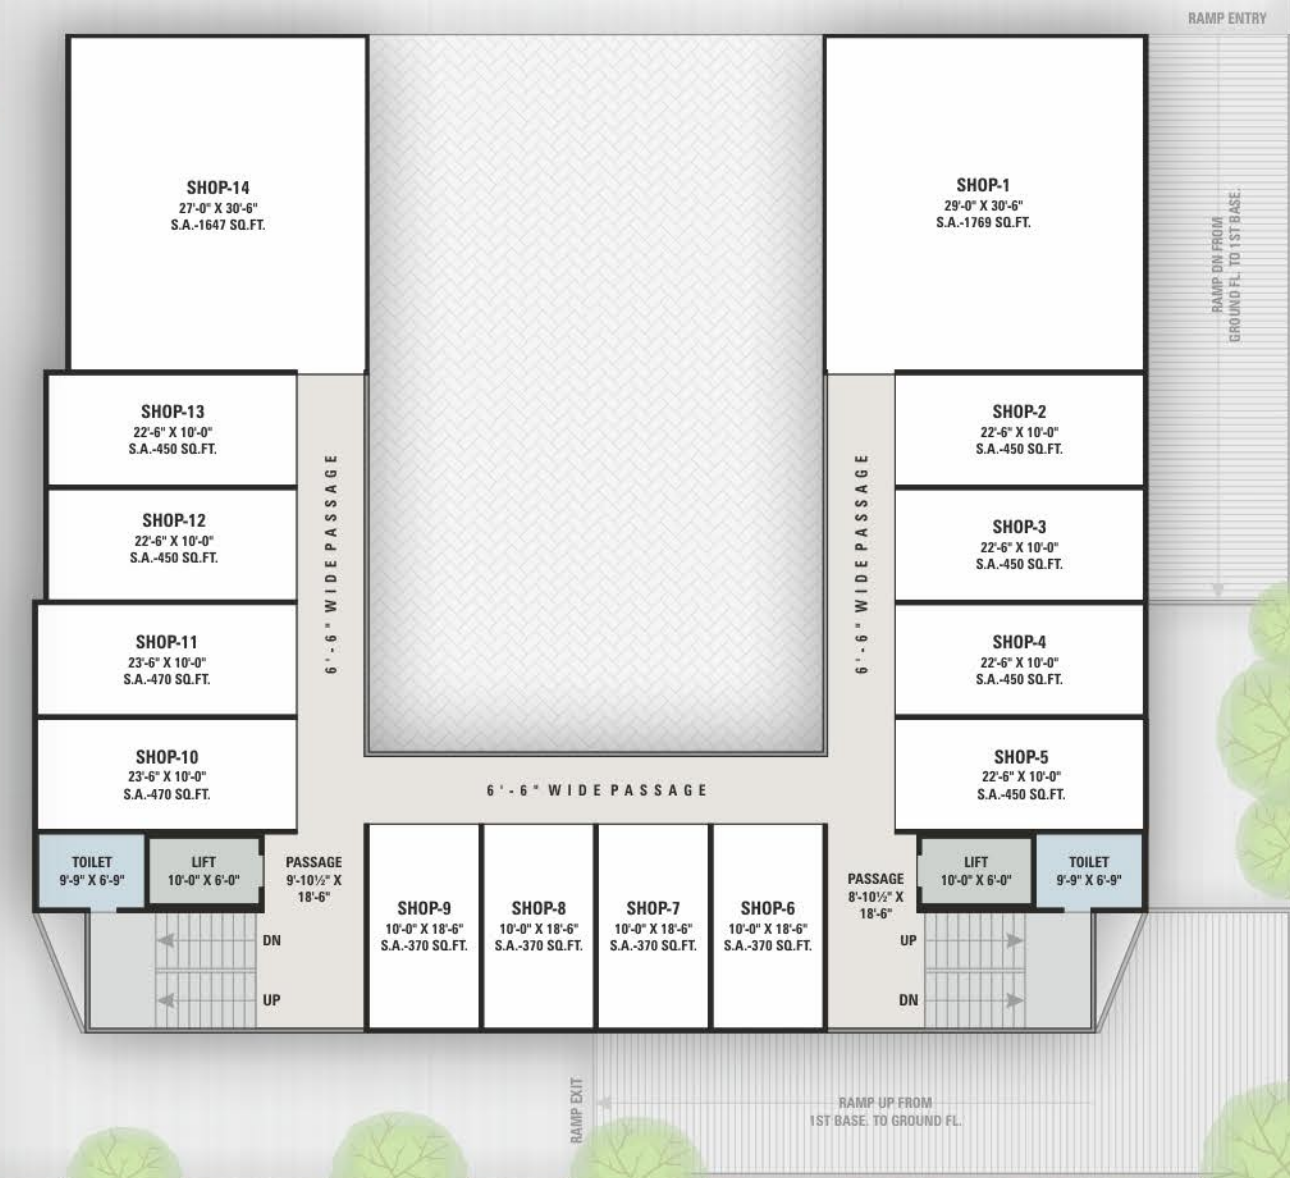 RAMP ENTRY
SHOP-14
27'-0" X 30'-6"
S.A.-1647 SQ.FT.
SHOP-1
29'-0" X 30'-6"
S.A.-1769 SQ.FT.
RAMP DN FROM
GROUND FL. TO 1ST BASE.
SHOP-13
22'-6" X 10'-0"
S.A.-450 SQ.FT.
SHOP-2
22'-6" X 10'-0"
S.A.-450 SQ.FT.
6'-6" WIDE PASSAGE
6'-6" WIDE PASSAGE
SHOP-12
22'-6" X 10'-0"
S.A.-450 SQ.FT.
SHOP-3
22'-6" X 10'-0"
S.A.-450 SQ.FT.
SHOP-11
23'-6" X 10'-0"
S.A.-470 SQ.FT.
SHOP-4
22'-6" X 10'-0"
S.A.-450 SQ.FT.
SHOP-10
23'-6" X 10'-0"
S.A.-470 SQ.FT.
SHOP-5
22'-6" X 10'-0"
S.A.-450 SQ.FT.
6'-6" WIDE PASSAGE
TOILET
9'-9" X 6'-9"
LIFT
10'-0" X 6'-0"
PASSAGE
9'-10½" X
18'-6"
PASSAGE
8'-10½" X
18'-6"
LIFT
10'-0" X 6'-0"
TOILET
9'-9" X 6'-9"
SHOP-9
10'-0" X 18'-6"
S.A.-370 SQ.FT.
SHOP-8
10'-0" X 18'-6"
S.A.-370 SQ.FT.
SHOP-7
10'-0" X 18'-6"
S.A.-370 SQ.FT.
SHOP-6
10'-0" X 18'-6"
S.A.-370 SQ.FT.
DN
UP
UP
DN
RAMP EXIT
RAMP UP FROM
1ST BASE. TO GROUND FL.